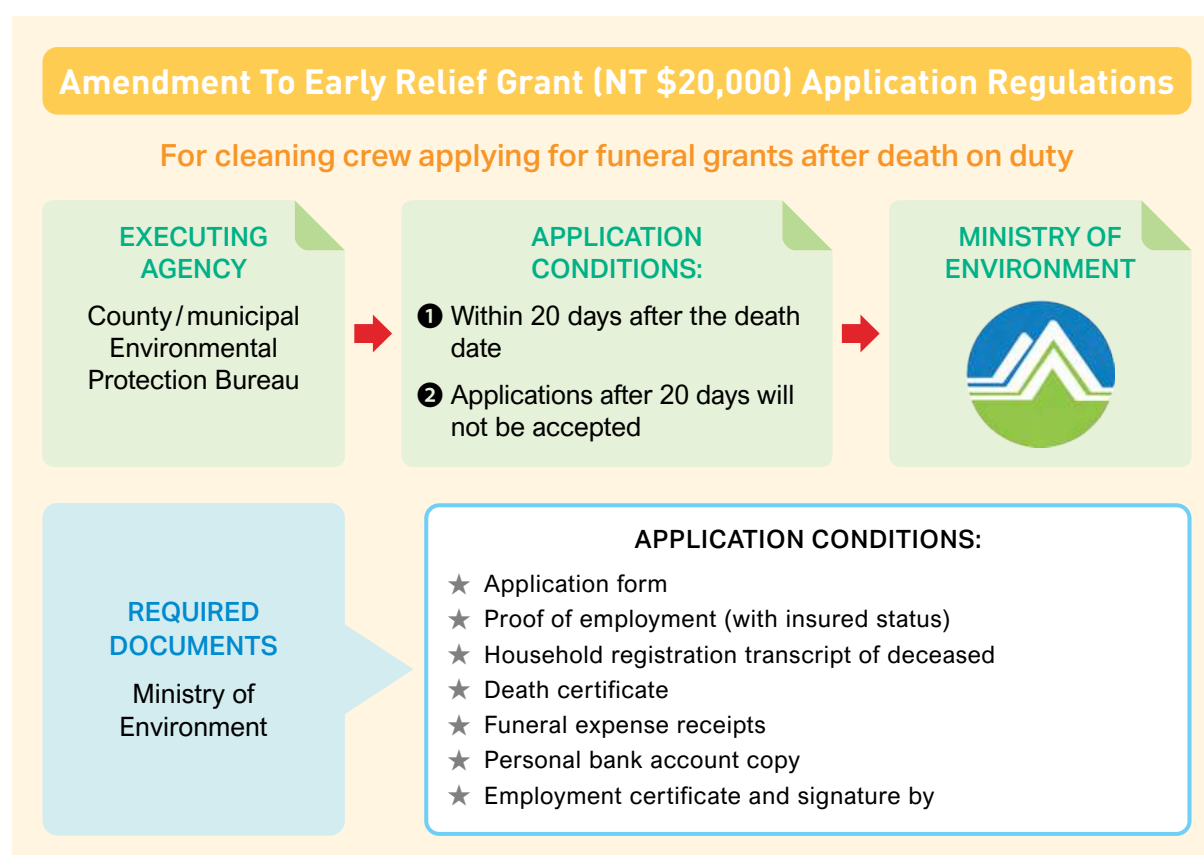 Amendment To Early Relief Grant (NT $20,000) Application Regulations
For cleaning crew applying for funeral grants after death on duty
EXECUTING
AGENCY
County/municipal
Environmental
Protection Bureau
APPLICATION
CONDITIONS:
❶ Within 20 days after the death
date
❷ Applications after 20 days will
not be accepted
MINISTRY OF
ENVIRONMENT
REQUIRED
DOCUMENTS
Ministry of
Environment
APPLICATION CONDITIONS:
★ Application form
★ Proof of employment (with insured status)
★ Household registration transcript of deceased
★ Death certificate
★ Funeral expense receipts
★ Personal bank account copy
★ Employment certificate and signature by